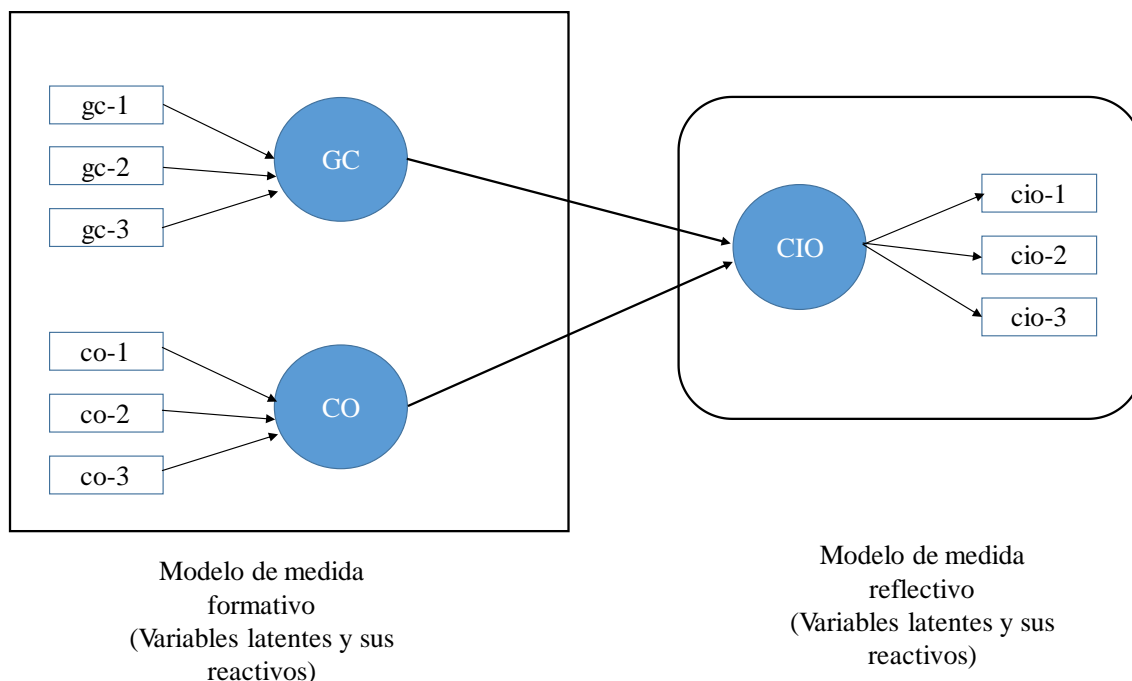 gc-1
gc-2
gc-3
GC
co-1
co-2
co-3
CO
CIO
cio-1
cio-2
cio-3
Modelo de medida
formativo
(Variables latentes y sus
reactivos)
Modelo de medida
reflectivo
(Variables latentes y sus
reactivos)